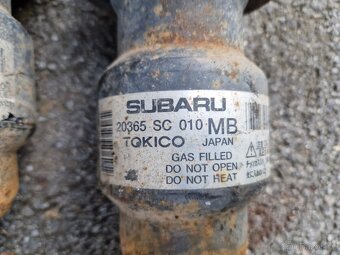 SUBARU
20365 SC 010 MB
TOKICO JAPAN
GAS FILLED
DO NOT OPEN
DO NOT HEAT